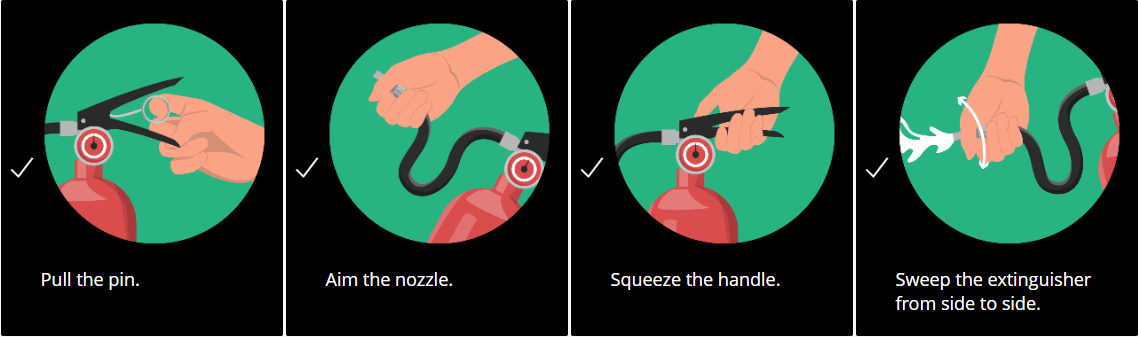 Pull the pin.
Aim the nozzle.
Squeeze the handle.
Sweep the extinguisher
from side to side.